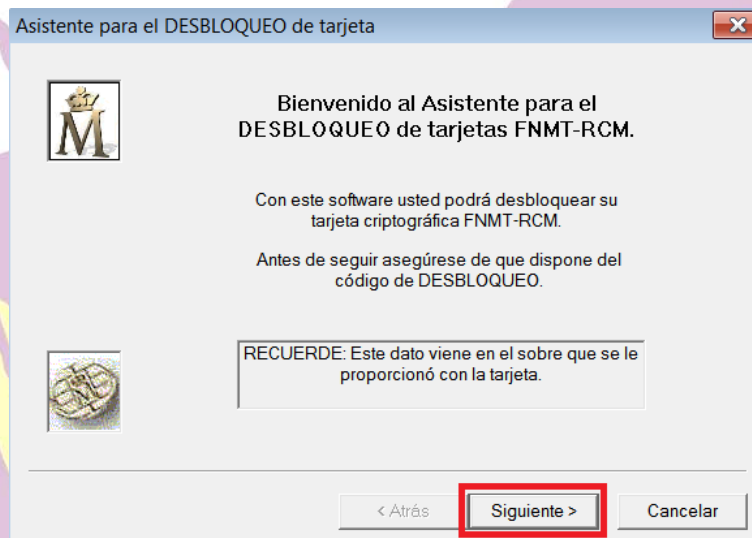 Asistente para el DESBLOQUEO de tarjeta
Bienvenido al Asistente para el
DESBLOQUEO de tarjetas FNMT-RCM.
Con este software usted podrá desbloquear su
tarjeta criptográfica FNMT-RCM.
Antes de seguir asegúrese de que dispone del
código de DESBLOQUEO.
RECUERDE: Este dato viene en el sobre que se le
proporcionó con la tarjeta.
< Atrás Siguiente > Cancelar